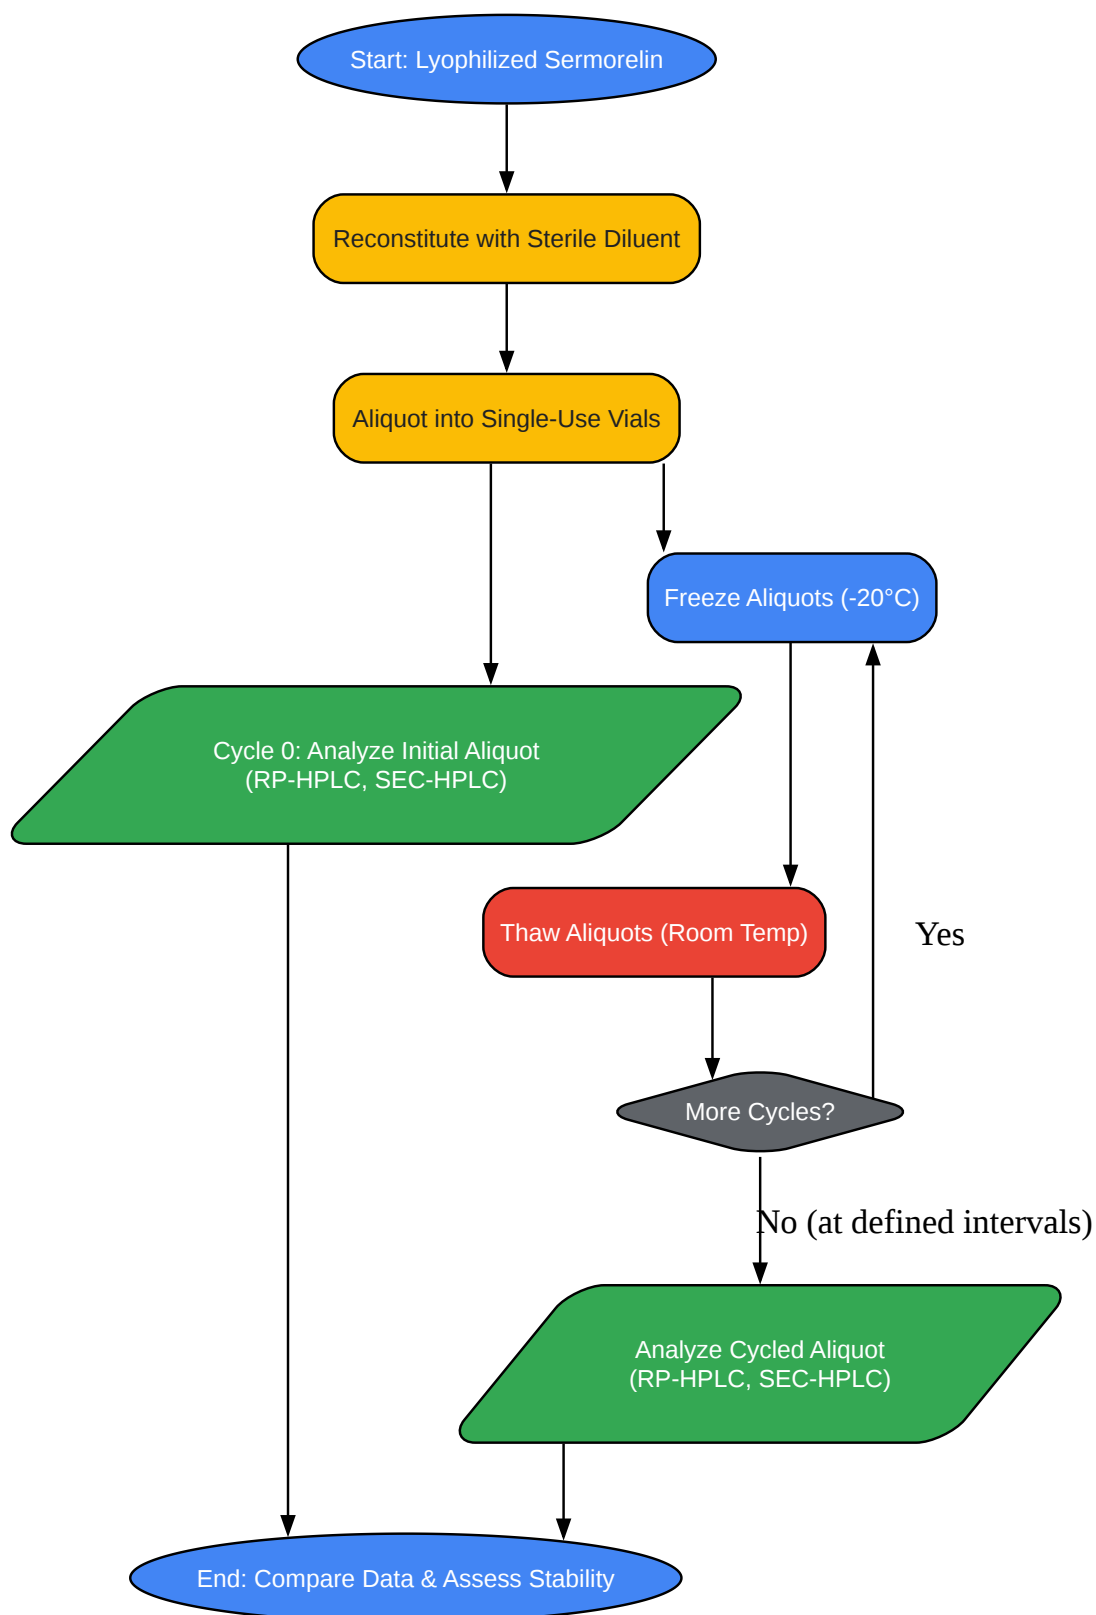 Start: Lyophilized Sermorelin
Reconstitute with Sterile Diluent
Aliquot into Single-Use Vials
Freeze Aliquots (-20°C)
Cycle 0: Analyze Initial Aliquot
(RP-HPLC, SEC-HPLC)
Thaw Aliquots (Room Temp)
Yes
More Cycles?
No (at defined intervals)
Analyze Cycled Aliquot
(RP-HPLC, SEC-HPLC)
End: Compare Data & Assess Stability